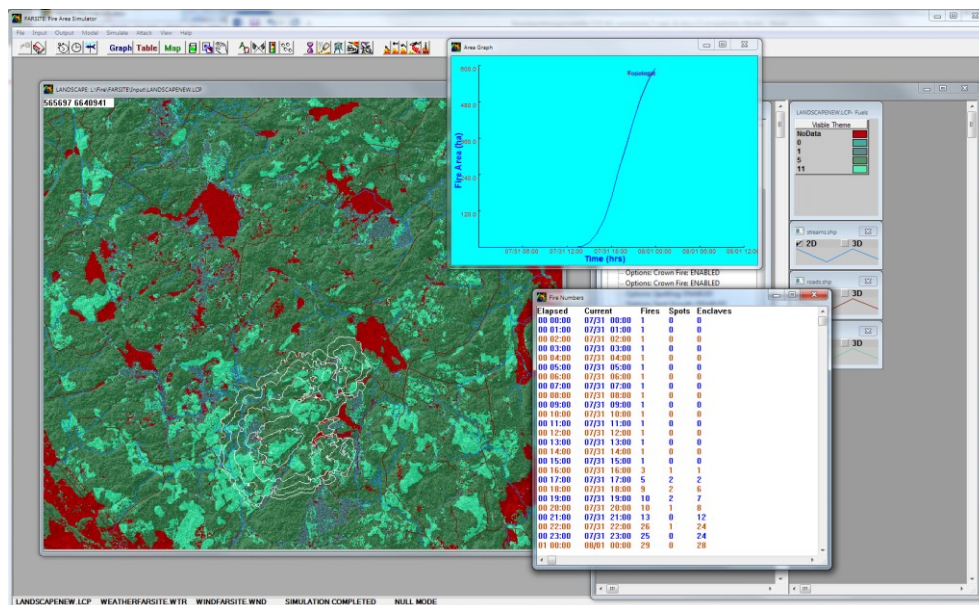 FARSITE: Fire Area Simulator
File Input Output Model Simulate Attack View Help
Graph Table Map
LANDSCAPE: L:\Fire\FARSITE\Input\LANDSCAPENEW.LCP
565697 6640941
Area Graph
Fire Area (ha)
600.0
480.0
240.0
120.0
07/31 06:00 07/31 12:00 07/31 18:00 08/01 00:00 08/01 06:00 08/01 12:00
Time (hrs)
LANDSCAPENEW.LCP- Fuels
Visible Theme
NoData
0
1
5
11
streams.shp
2D 3D
roads.shp
3D
3D
Options: Crown Fire: ENABLED
Options: Crown Fire: ENABLED
Fire Numbers
Elapsed Current Fires Spots Enclaves
00 00:00 07/31 00:00 1 0 0
00 01:00 07/31 01:00 1 0 0
00 02:00 07/31 02:00 1 0 0
00 03:00 07/31 03:00 1 0 0
00 04:00 07/31 04:00 1 0 0
00 05:00 07/31 05:00 1 0 0
00 06:00 07/31 06:00 1 0 0
00 07:00 07/31 07:00 1 0 0
00 08:00 07/31 08:00 1 0 0
00 09:00 07/31 09:00 1 0 0
00 10:00 07/31 10:00 1 0 0
00 11:00 07/31 11:00 1 0 0
00 12:00 07/31 12:00 1 0 0
00 13:00 07/31 13:00 1 0 0
00 14:00 07/31 14:00 1 0 0
00 15:00 07/31 15:00 1 0 0
00 16:00 07/31 16:00 3 1 1
00 17:00 07/31 17:00 5 2 2
00 18:00 07/31 18:00 9 2 6
00 19:00 07/31 19:00 10 2 7
00 20:00 07/31 20:00 10 1 8
00 21:00 07/31 21:00 13 0 12
00 22:00 07/31 22:00 26 1 24
00 23:00 07/31 23:00 25 0 24
01 00:00 08/01 00:00 29 0 28
LANDSCAPENEW.LCP WEATHERFARSITE.WTR WINDFARSITE.WND SIMULATION COMPLETED NULL MODE